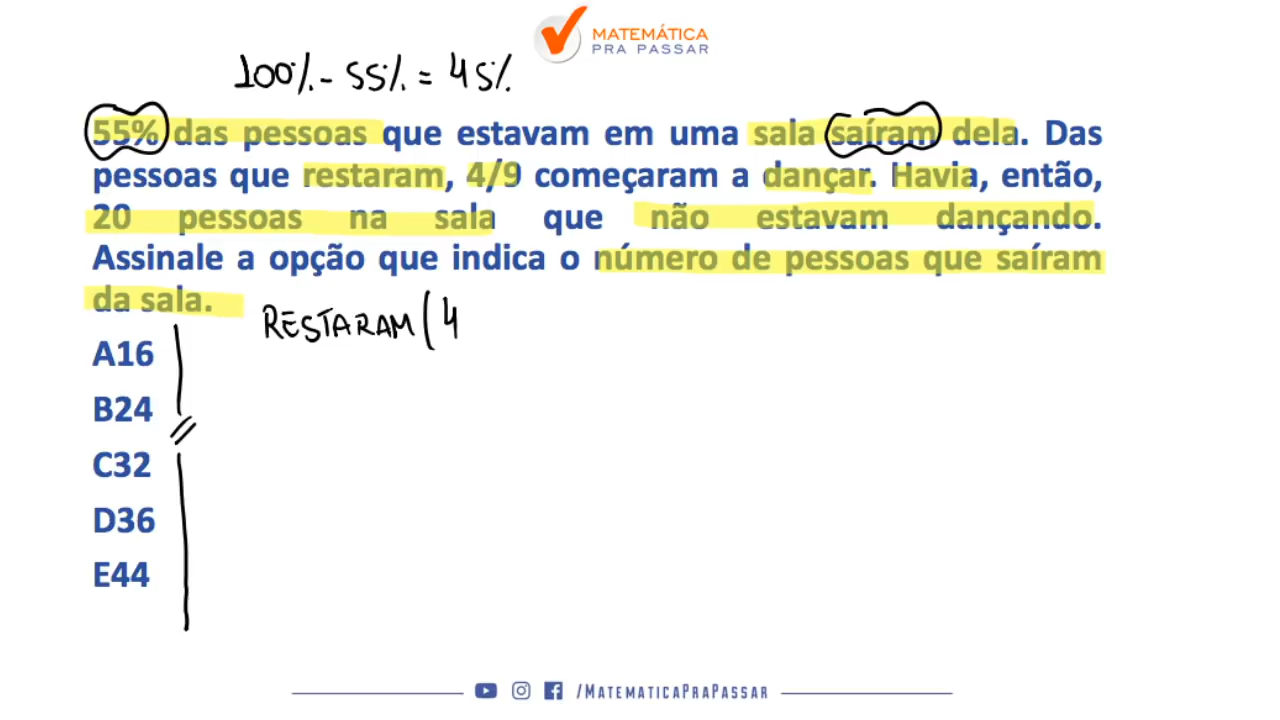 MATEMÁTICA
PRA PASSAR
100% - 55% = 45%
55% das pessoas que estavam em uma sala saíram dela. Das
pessoas que restaram, 4/9 começaram a dançar. Havia, então,
20 pessoas na sala que não estavam dançando.
Assinale a opção que indica o número de pessoas que saíram
da sala.
RESTARAM (4
A16
B24
C32
D36
E44
/MATEMATICAPRAPASSAR